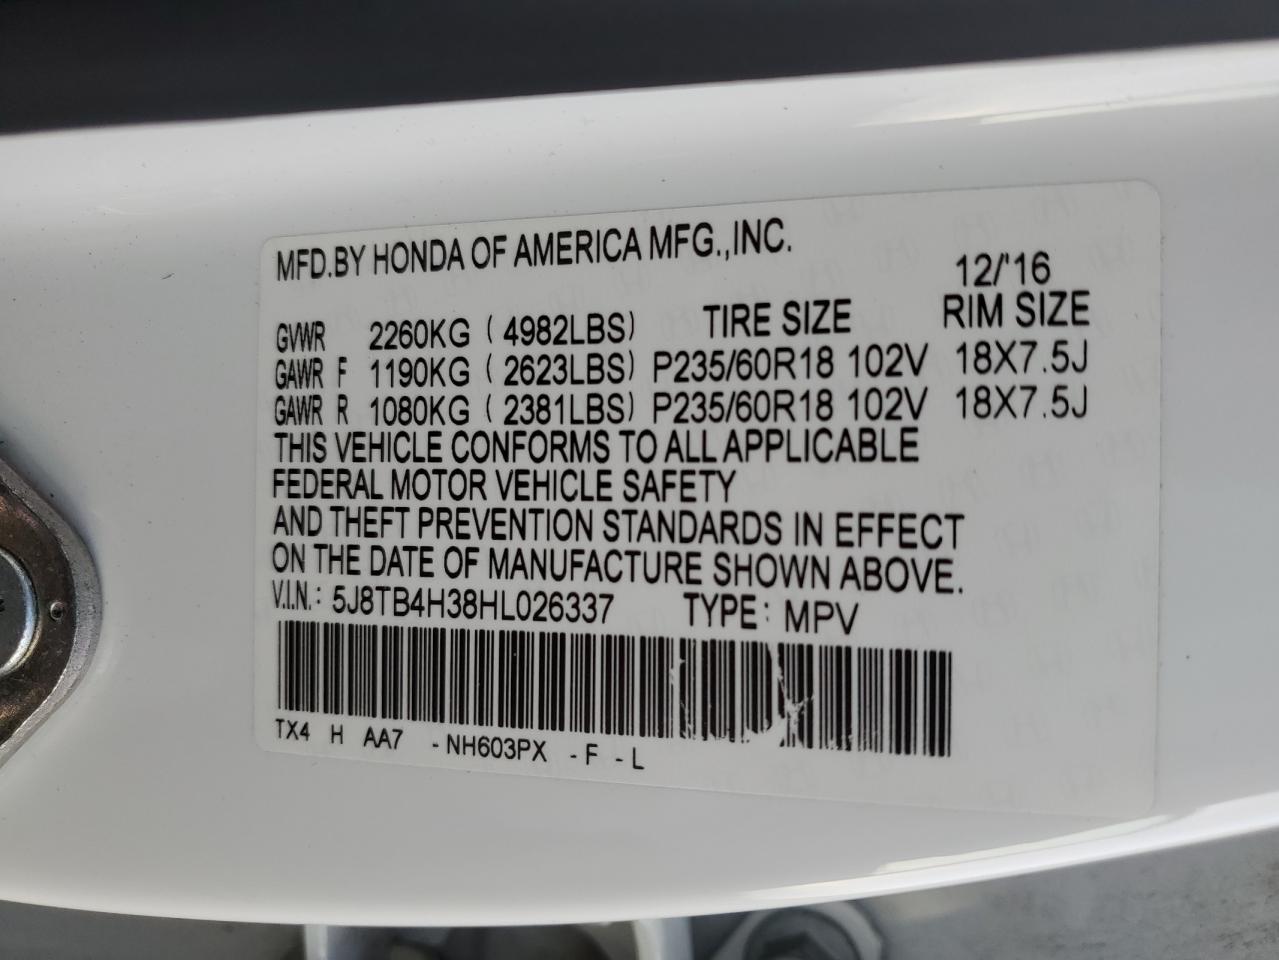 MFD.BY HONDA OF AMERICA MFG.,INC.
12/'16
GVWR 2260KG ( 4982LBS) TIRE SIZE RIM SIZE
GAWR F 1190KG ( 2623LBS) P235/60R18 102V 18X7.5J
GAWR R 1080KG ( 2381LBS) P235/60R18 102V 18X7.5J
THIS VEHICLE CONFORMS TO ALL APPLICABLE
FEDERAL MOTOR VEHICLE SAFETY
AND THEFT PREVENTION STANDARDS IN EFFECT
ON THE DATE OF MANUFACTURE SHOWN ABOVE.
V.I.N.: 5J8TB4H38HL026337 TYPE: MPV
TX4 H AA7 -NH603PX -F -L